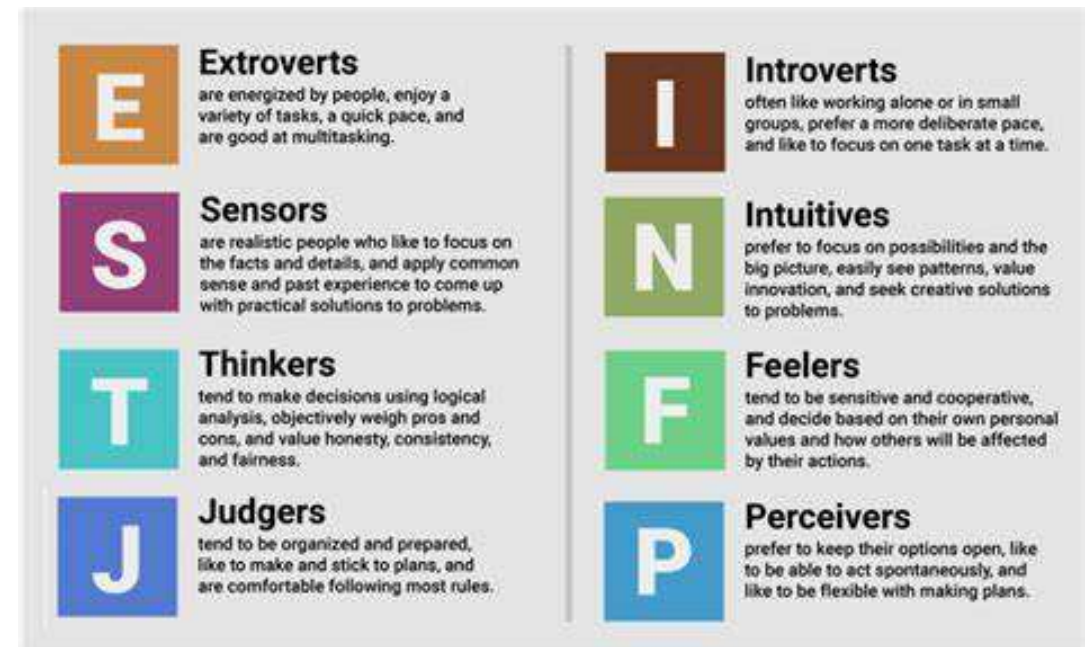 E
Extroverts
are energized by people, enjoy a
variety of tasks, a quick pace, and
are good at multitasking.
S
Sensors
are realistic people who like to focus on
the facts and details, and apply common
sense and past experience to come up
with practical solutions to problems.
T
Thinkers
tend to make decisions using logical
analysis, objectively weigh pros and
cons, and value honesty, consistency,
and fairness.
J
Judgers
tend to be organized and prepared,
like to make and stick to plans, and
are comfortable following most rules.
I
Introverts
often like working alone or in small
groups, prefer a more deliberate pace,
and like to focus on one task at a time.
N
Intuitives
prefer to focus on possibilities and the
big picture, easily see patterns, value
innovation, and seek creative solutions
to problems.
F
Feelers
tend to be sensitive and cooperative,
and decide based on their own personal
values and how others will be affected
by their actions.
P
Perceivers
prefer to keep their options open, like
to be able to act spontaneously, and
like to be flexible with making plans.